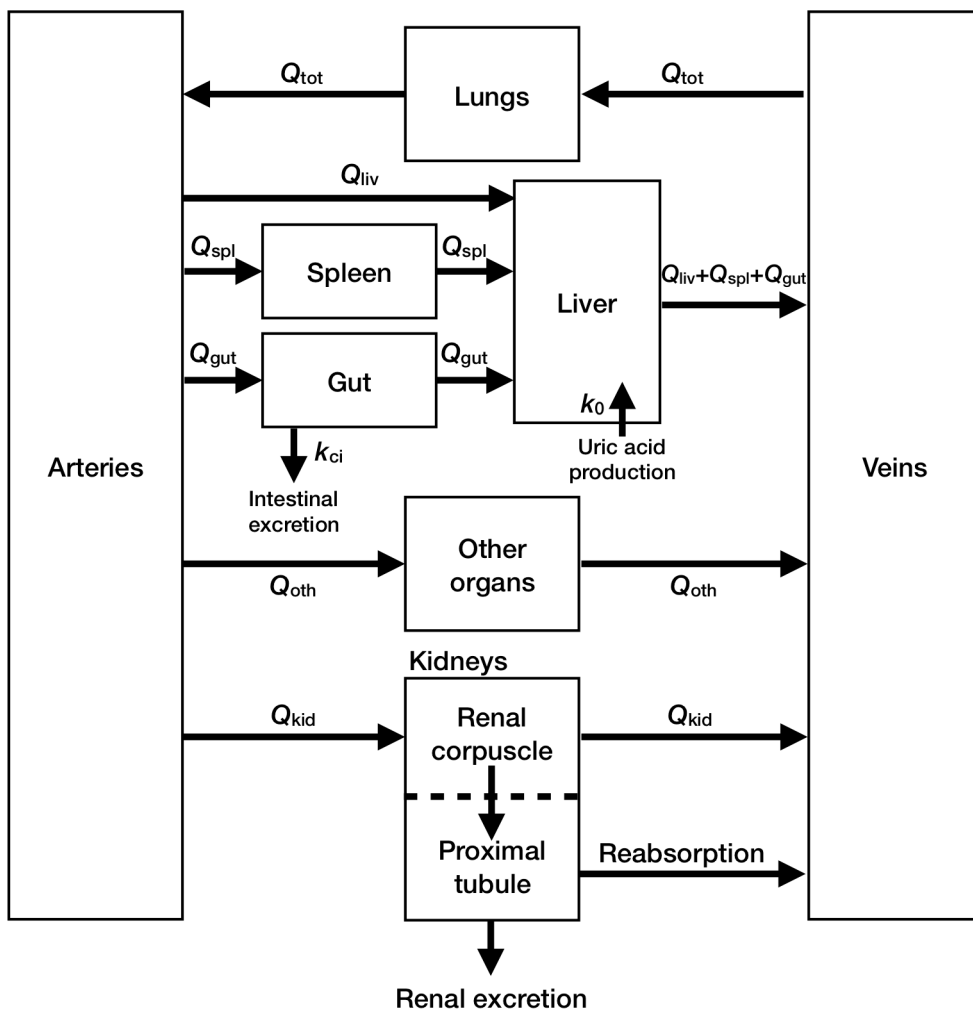 Qtot
Lungs
Qtot
Qliv
Qspl
Spleen
Qspl
Liver
Qliv+Qspl+Qgut
Qgut
Gut
Qgut
kci
Intestinal
excretion
k0
Uric acid
production
Arteries
Veins
Other
organs
Qoth
Qoth
Kidneys
Qkid
Renal
corpuscle
Qkid
Proximal
tubule
Reabsorption
Renal excretion